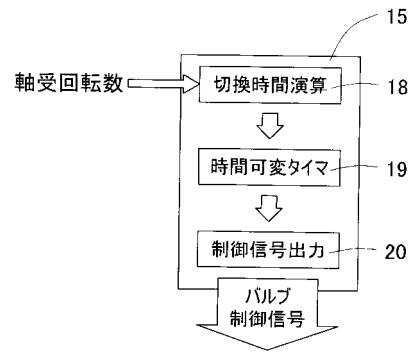 15
軸受回転数
切換時間演算
18
時間可変タイマ
19
制御信号出力
20
バルブ
制御信号